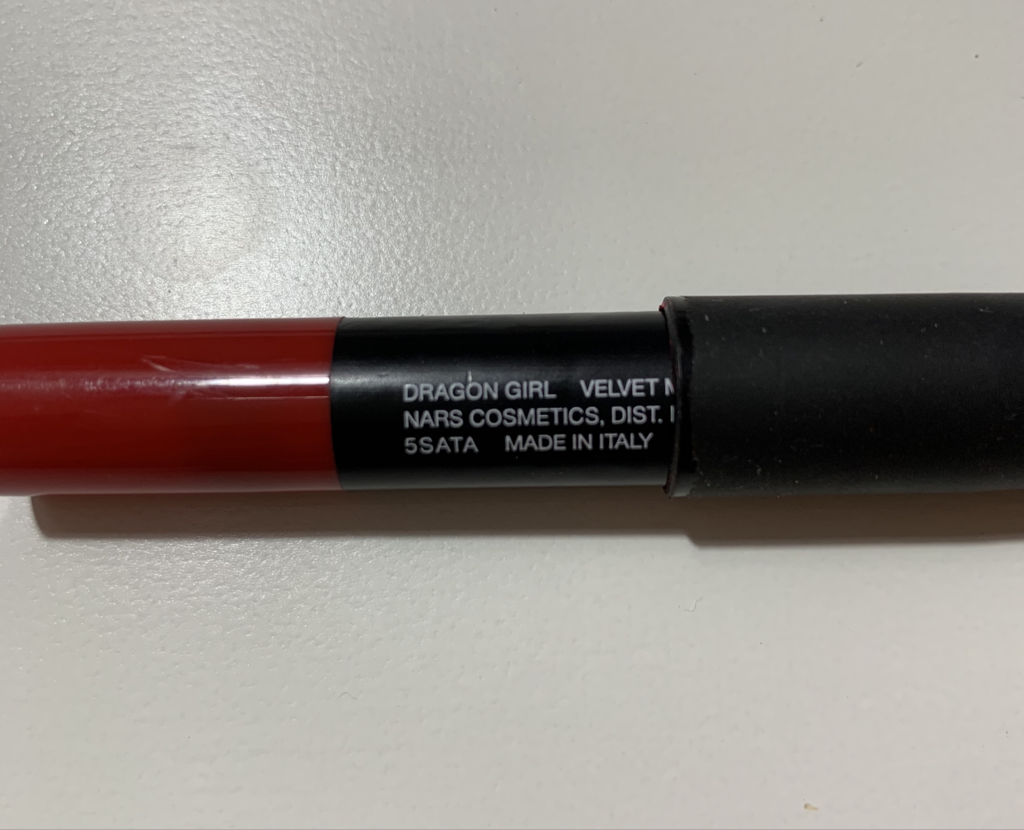 DRAGON GIRL VELVET
NARS COSMETICS, DIST.
5SATA MADE IN ITALY